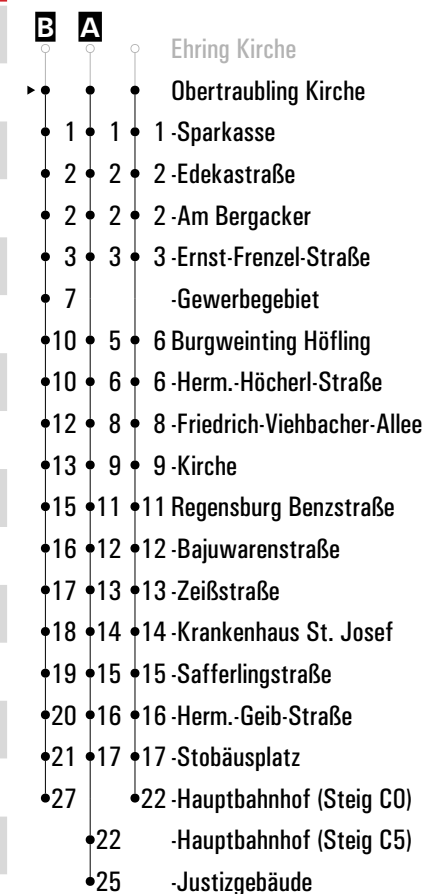 B A
Ehring Kirche
Obertraubling Kirche
1 1 1 -Sparkasse
2 2 2 -Edekastraße
2 2 2 -Am Bergacker
3 3 3 -Ernst-Frenzel-Straße
7 -Gewerbegebiet
10 5 6 Burgweinting Höfling
10 6 6 -Herm.-Höcherl-Straße
12 8 8 -Friedrich-Viehbacher-Allee
13 9 9 -Kirche
15 11 11 Regensburg Benzstraße
16 12 12 -Bajuwarenstraße
17 13 13 -Zeißstraße
18 14 14 -Krankenhaus St. Josef
19 15 15 -Safferlingstraße
20 16 16 -Herm.-Geib-Straße
21 17 17 -Stobäusplatz
27 22 -Hauptbahnhof (Steig C0)
22 -Hauptbahnhof (Steig C5)
25 -Justizgebäude